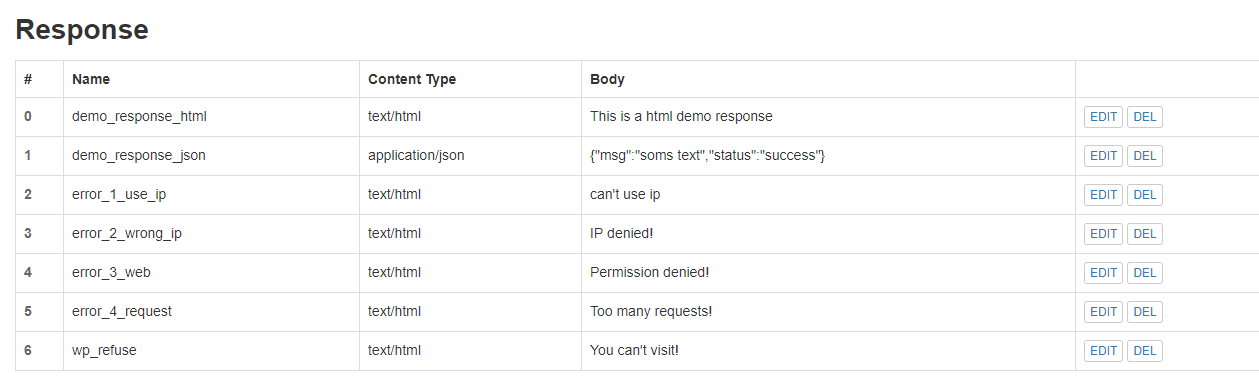 Response
# Name Content Type Body
0 demo_response_html text/html This is a html demo response EDIT DEL
1 demo_response_json application/json {"msg":"soms text","status":"success"} EDIT DEL
2 error_1_use_ip text/html can't use ip EDIT DEL
3 error_2_wrong_ip text/html IP denied! EDIT DEL
4 error_3_web text/html Permission denied! EDIT DEL
5 error_4_request text/html Too many requests! EDIT DEL
6 wp_refuse text/html You can't visit! EDIT DEL